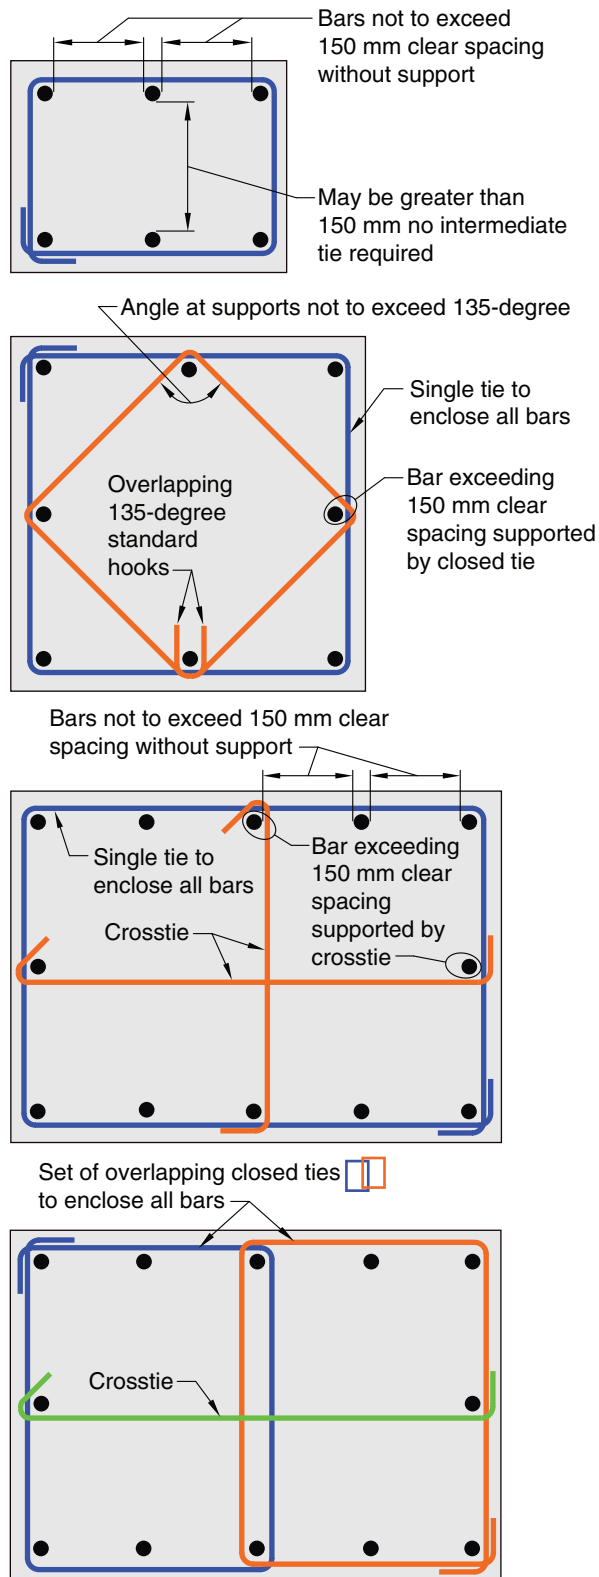 Bars not to exceed
150 mm clear spacing
without support
May be greater than
150 mm no intermediate
tie required
Angle at supports not to exceed 135-degree
Single tie to
enclose all bars
Overlapping
135-degree
standard
hooks
Bar exceeding
150 mm clear
spacing supported
by closed tie
Bars not to exceed 150 mm clear
spacing without support
Single tie to
enclose all bars
Bar exceeding
150 mm clear
spacing
supported by
crosstie
Crosstie
Set of overlapping closed ties
to enclose all bars
Crosstie